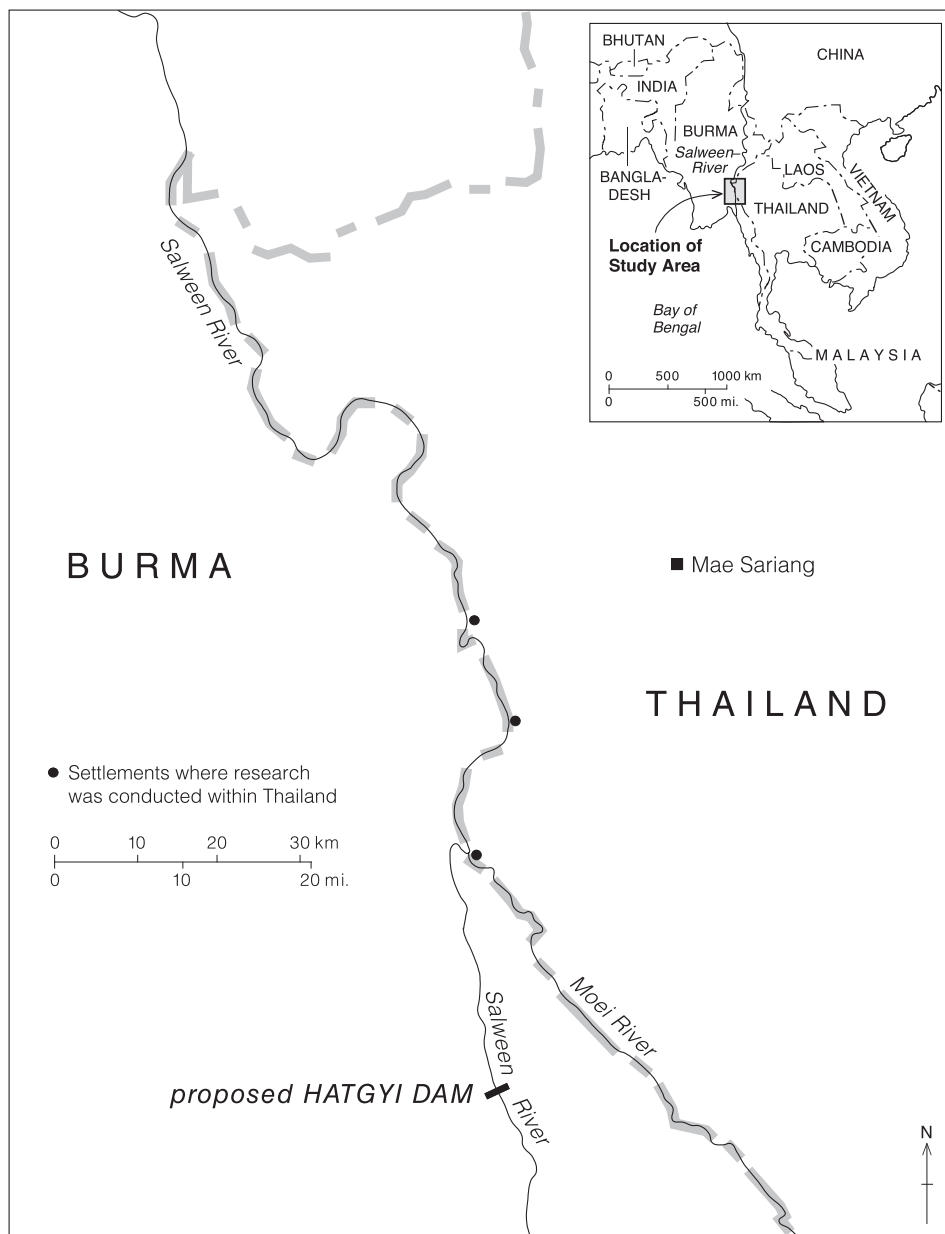 BHUTAN
CHINA
INDIA
BURMA
Salween
River
LAOS
BANGLA-
DESH
VIETNAM
THAILAND
Location of
Study Area
CAMBODIA
Bay of
Bengal
MALAYSIA
0 500 1000 km
0 500 mi.
Salween River
BURMA
Mae Sariang
THAILAND
Settlements where research
was conducted within Thailand
0 10 20 30 km
0 10 20 mi.
Moei River
Salween River
proposed HATGYI DAM
N